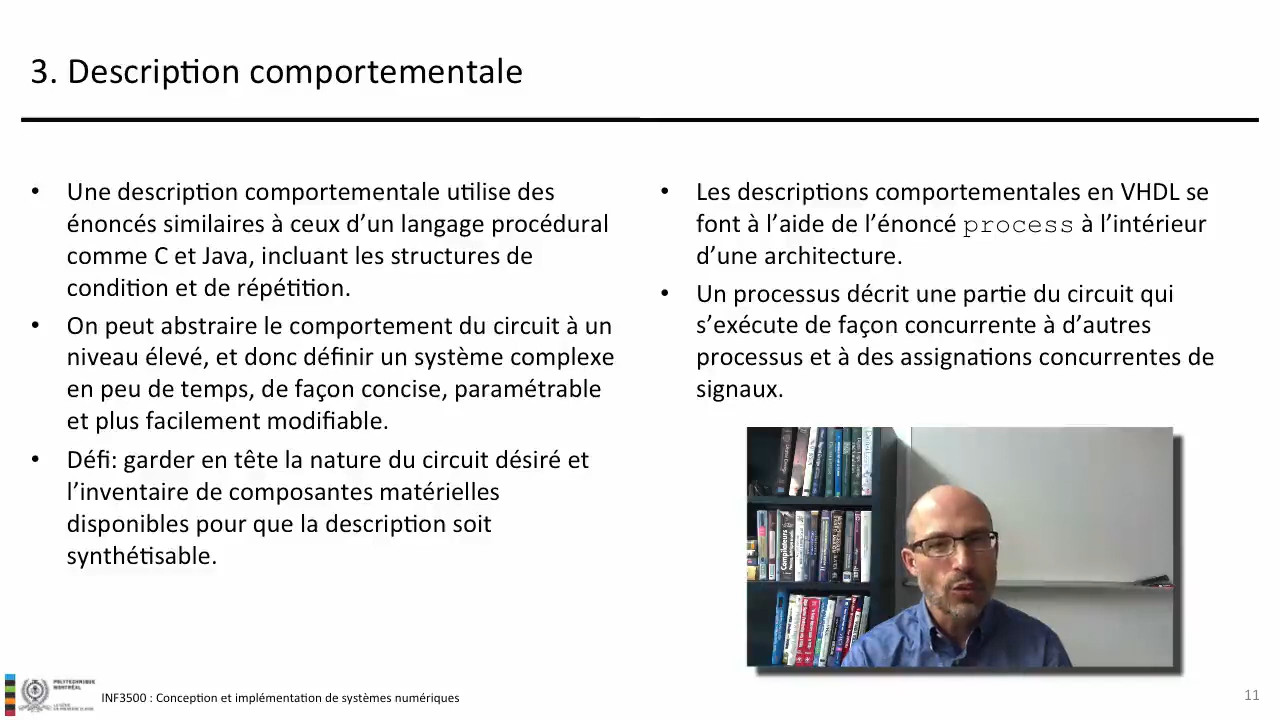 3. Description comportementale
• Une description comportementale utilise des
énoncés similaires à ceux d’un langage procédural
comme C et Java, incluant les structures de
condition et de répétition.
• On peut abstraire le comportement du circuit à un
niveau élevé, et donc définir un système complexe
en peu de temps, de façon concise, paramétrable
et plus facilement modifiable.
• Défi: garder en tête la nature du circuit désiré et
l’inventaire de composantes matérielles
disponibles pour que la description soit
synthétisable.
• Les descriptions comportementales en VHDL se
font à l’aide de l’énoncé process à l’intérieur
d’une architecture.
• Un processus décrit une partie du circuit qui
s’exécute de façon concurrente à d’autres
processus et à des assignations concurrentes de
signaux.
Compilateurs
POLYTECHNIQUE
MONTRÉAL
INF3500 : Conception et implémentation de systèmes numériques
11